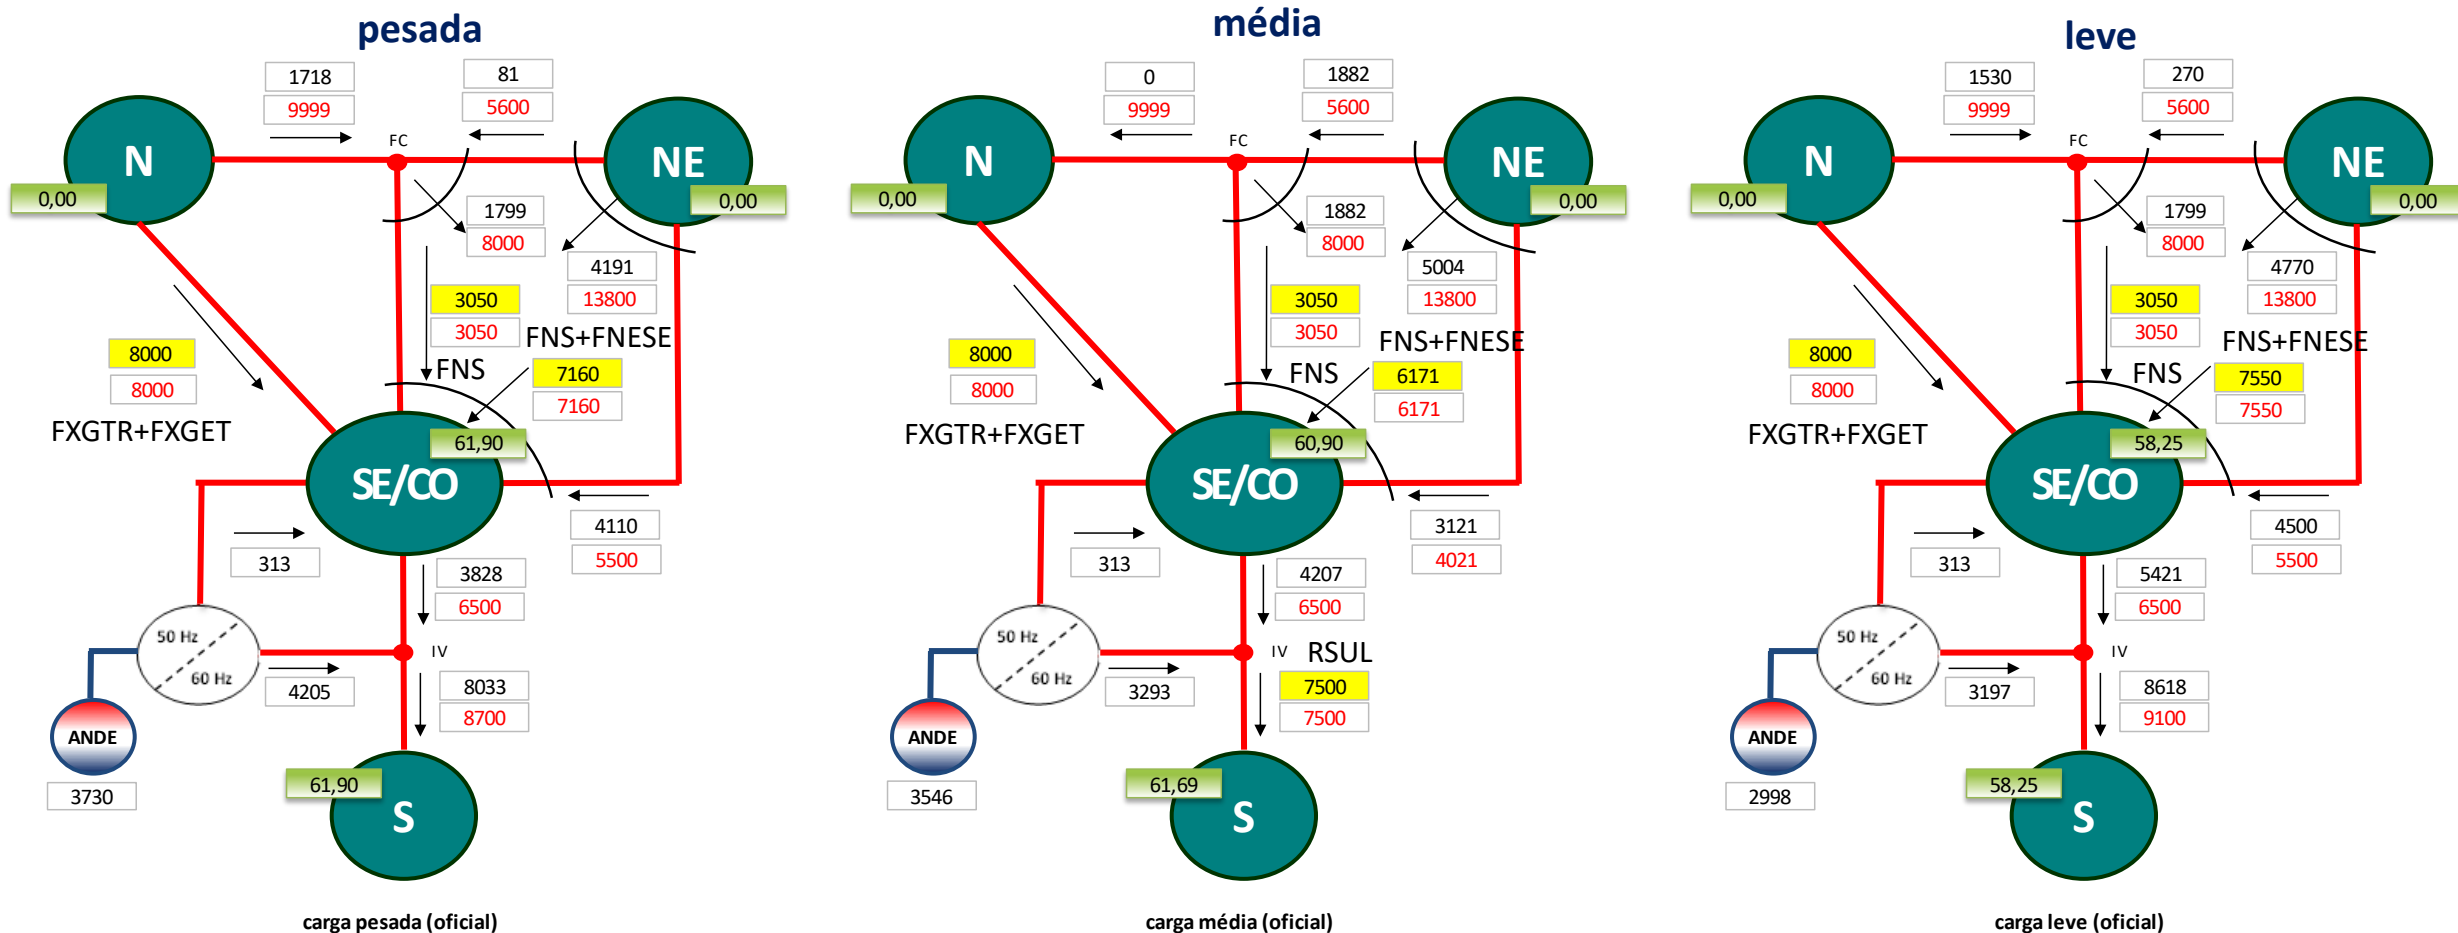 pesada
1718
9999
81
5600
FC
N
NE
0,00
0,00
1799
8000
4191
13800
3050
3050
FNS+FNESE
8000
8000
FNS
7160
7160
FXGTR+FXGET
61,90
SE/CO
4110
5500
313
3828
6500
50 Hz
60 Hz
IV
4205
8033
8700
ANDE
3730
61,90
S
carga pesada (oficial)
média
0
9999
1882
5600
FC
N
NE
0,00
0,00
1882
8000
5004
13800
3050
3050
FNS+FNESE
8000
8000
FNS
6171
6171
FXGTR+FXGET
60,90
SE/CO
3121
4021
313
4207
6500
50 Hz
60 Hz
IV
RSUL
3293
7500
7500
ANDE
3546
61,69
S
carga média (oficial)
leve
1530
9999
270
5600
FC
N
NE
0,00
0,00
1799
8000
4770
13800
3050
3050
FNS+FNESE
8000
8000
FNS
7550
7550
FXGTR+FXGET
58,25
SE/CO
4500
5500
313
5421
6500
50 Hz
60 Hz
IV
3197
8618
9100
ANDE
2998
58,25
S
carga leve (oficial)